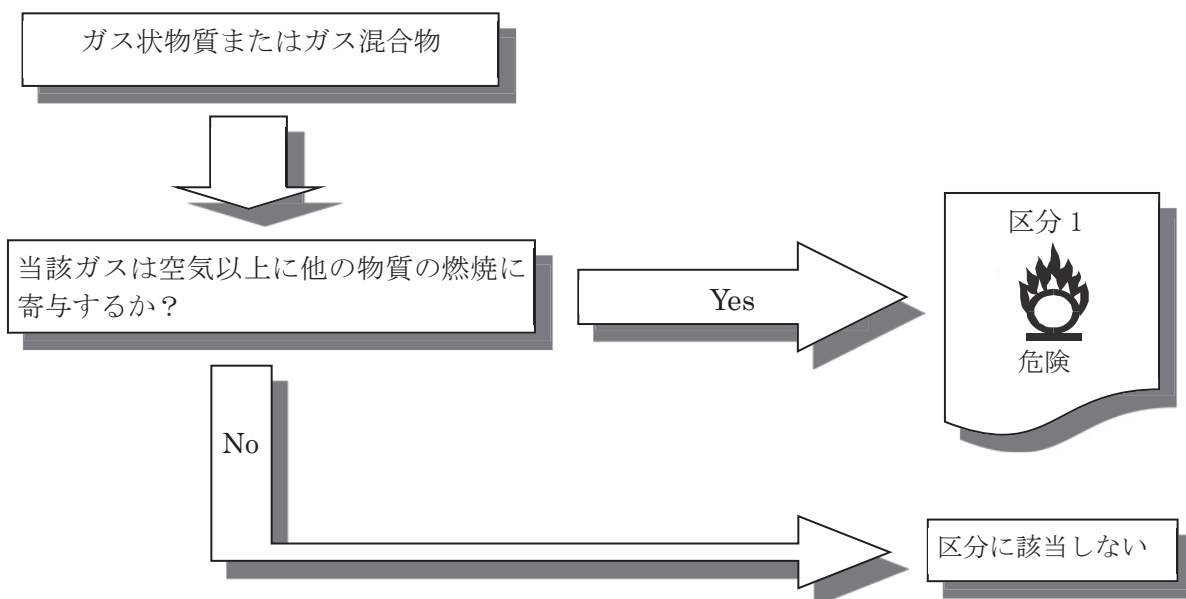 ガス状物質またはガス混合物
当該ガスは空気以上に他の物質の燃焼に
寄与するか？
Yes
区分 1
危険
No
区分に該当しない